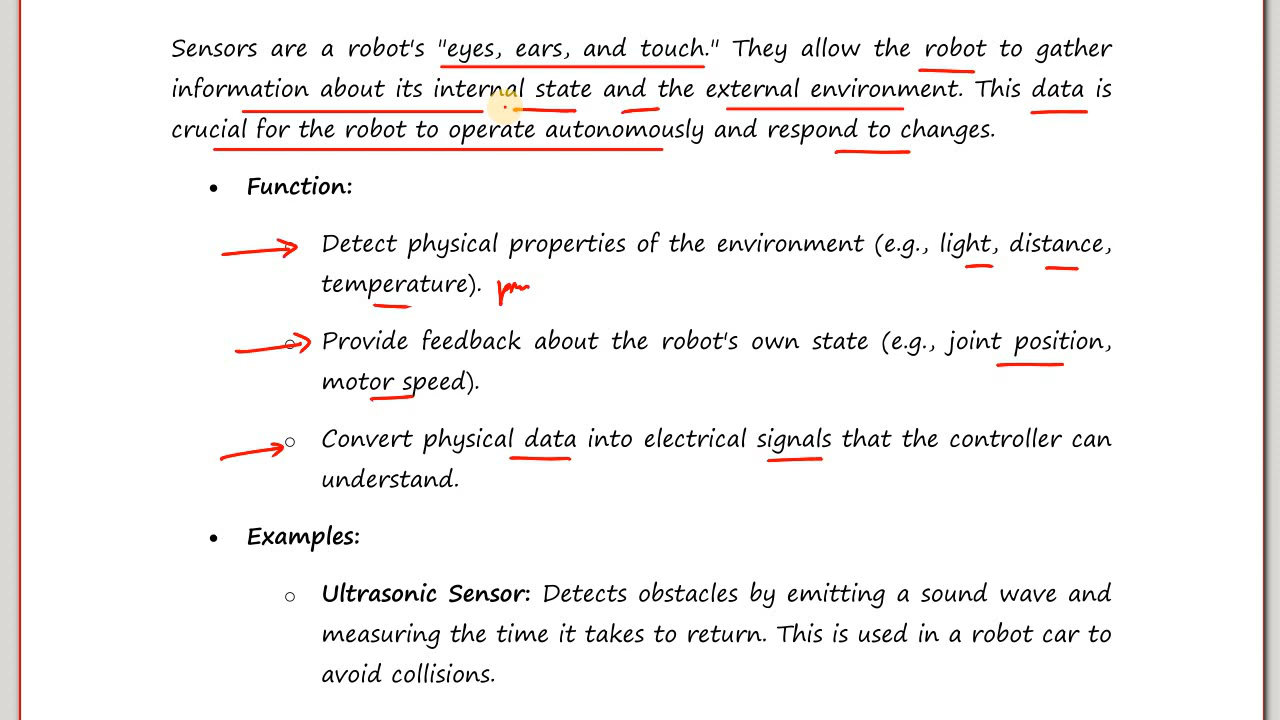 Sensors are a robot's "eyes, ears, and touch." They allow the robot to gather
information about its internal state and the external environment. This data is
crucial for the robot to operate autonomously and respond to changes.
• Function:
○ Detect physical properties of the environment (e.g., light, distance,
temperature).
○ Provide feedback about the robot's own state (e.g., joint position,
motor speed).
○ Convert physical data into electrical signals that the controller can
understand.
• Examples:
○ Ultrasonic Sensor: Detects obstacles by emitting a sound wave and
measuring the time it takes to return. This is used in a robot car to
avoid collisions.